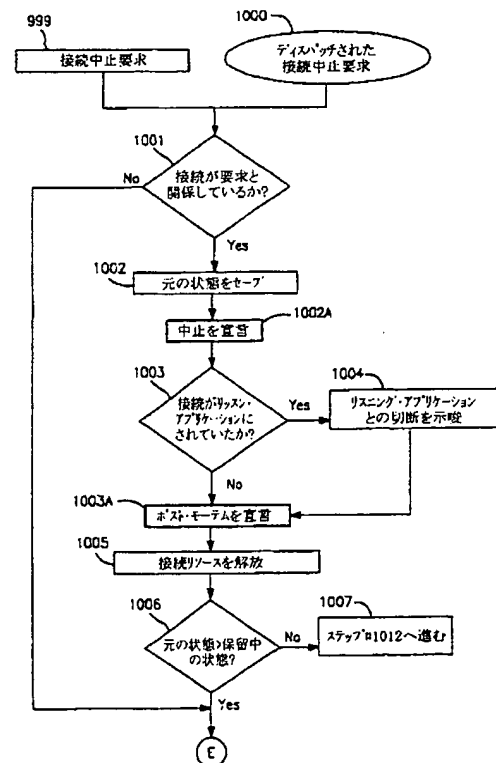 999
接続中止要求
1000
ディスパッチされた
接続中止要求
1001
接続が要求と
関係しているか?
No
Yes
1002
元の状態をセーブ
1002A
中止を宣言
1003
接続がリッスン・
アプリケーションに
されていたか?
Yes
1004
リスニング・アプリケーション
との切断を示唆
No
1003A
ポスト・モーテムを宣言
1005
接続リソースを解放
1006
元の状態>保留中
の状態?
No
1007
ステップ1012へ進む
Yes
E